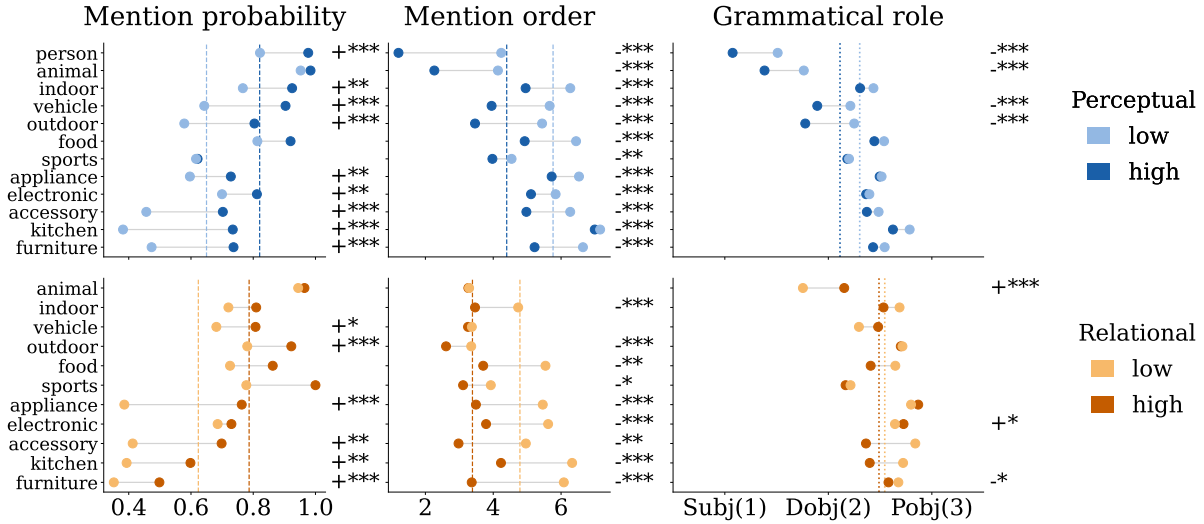 Mention probability Mention order Grammatical role
person +*** -*** -***
animal -*** -***
indoor +** -***
vehicle +*** -*** -***
outdoor +*** -*** -***
food -***
sports -**
appliance +** -***
electronic +** -***
accessory +*** -***
kitchen +*** -***
furniture +*** -***
Perceptual
low
high
animal +***
indoor -***
vehicle +*
outdoor +*** -***
food -**
sports -*
appliance +*** -***
electronic -*** +*
accessory +** -**
kitchen +** -***
furniture +*** -*** -*
Relational
low
high
0.4 0.6 0.8 1.0 2 4 6 Subj(1) Dobj(2) Pobj(3)